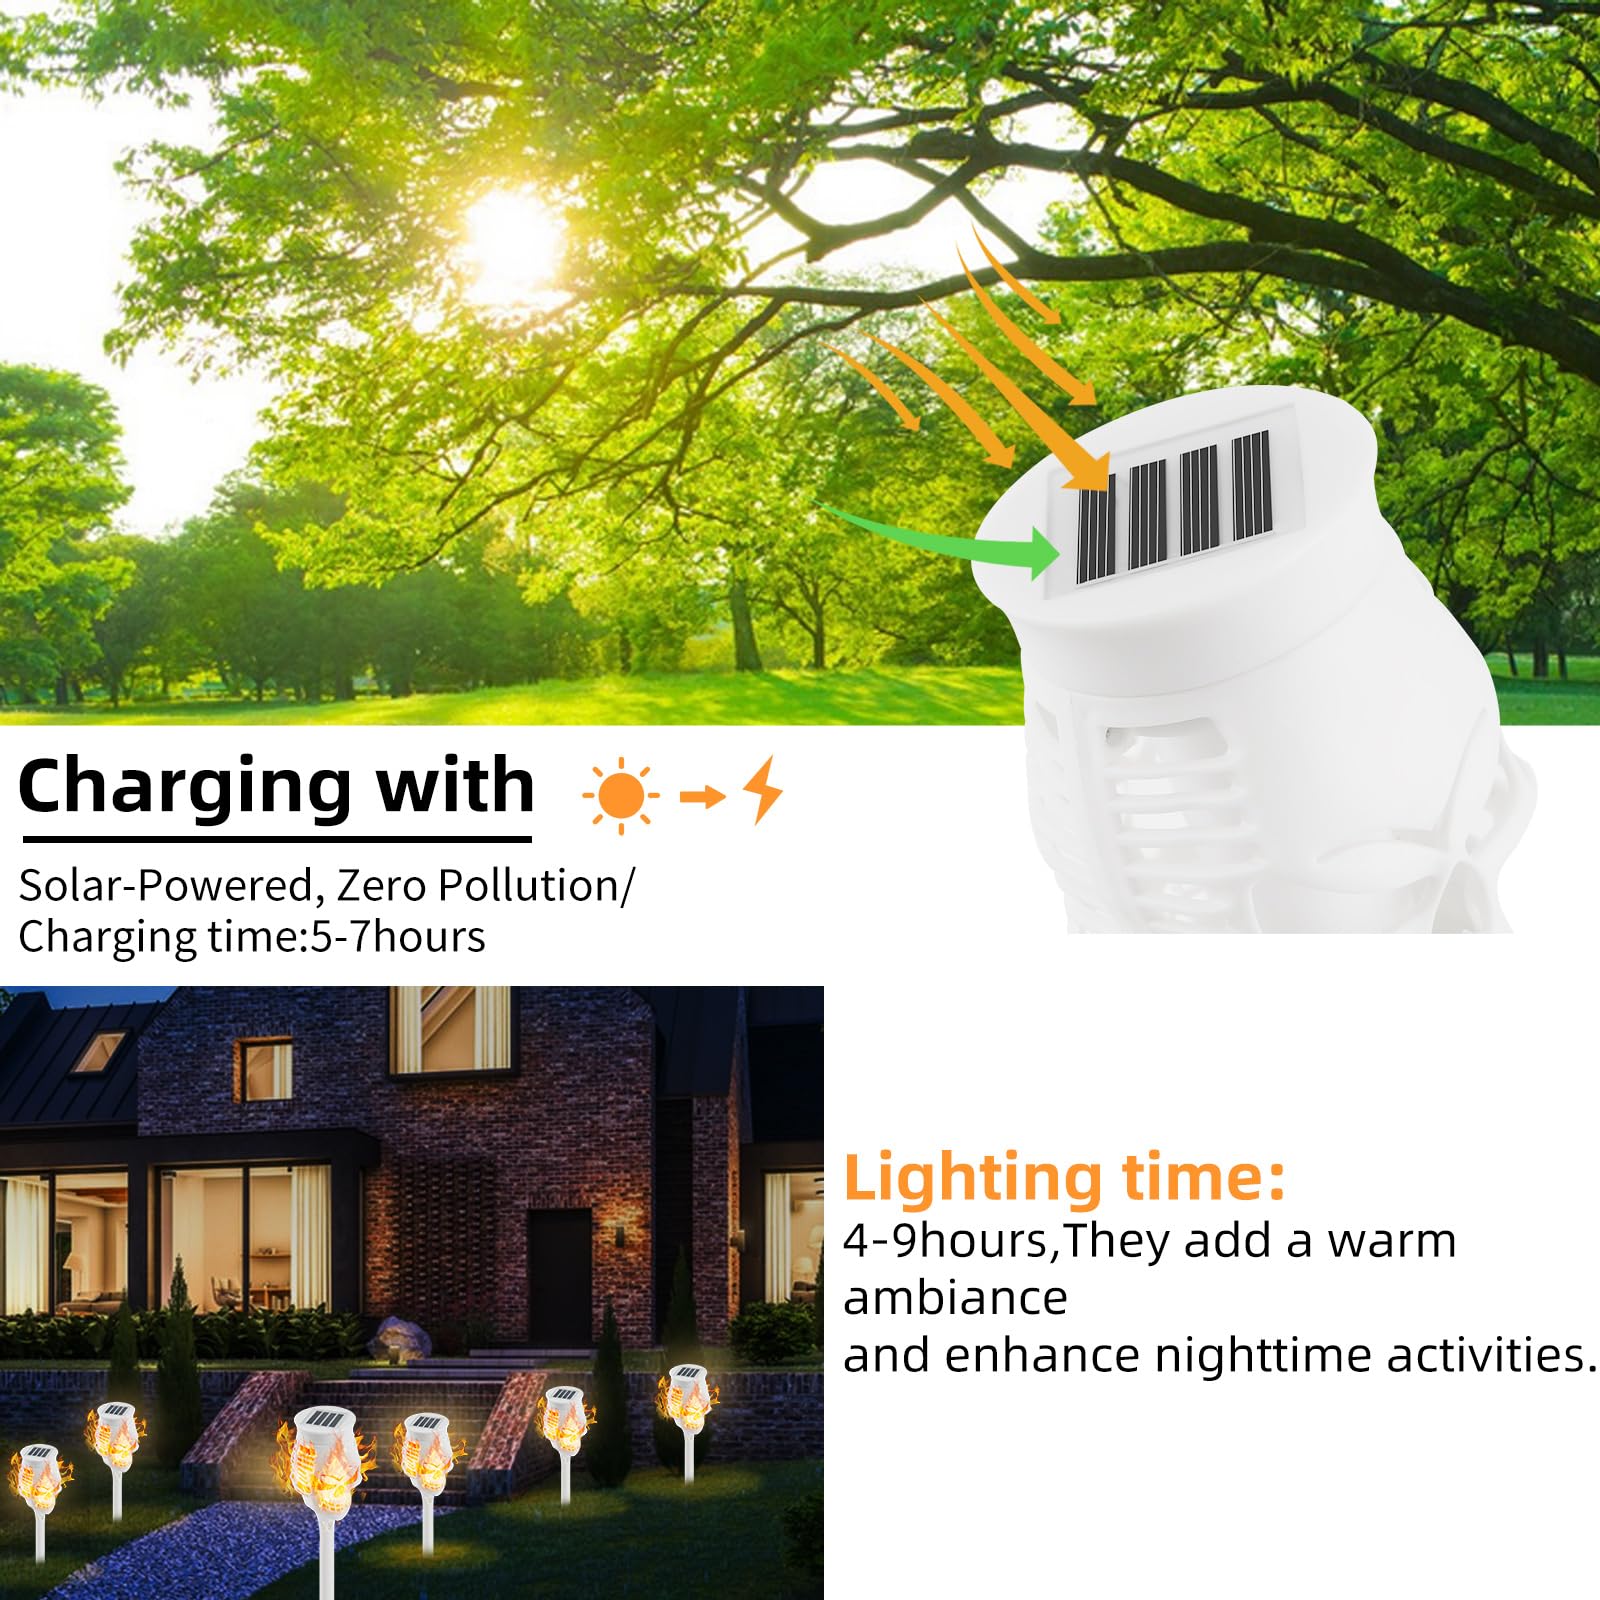 Charging with
Solar-Powered, Zero Pollution/
Charging time:5-7hours
Lighting time:
4-9hours,They add a warm
ambiance
and enhance nighttime activities.